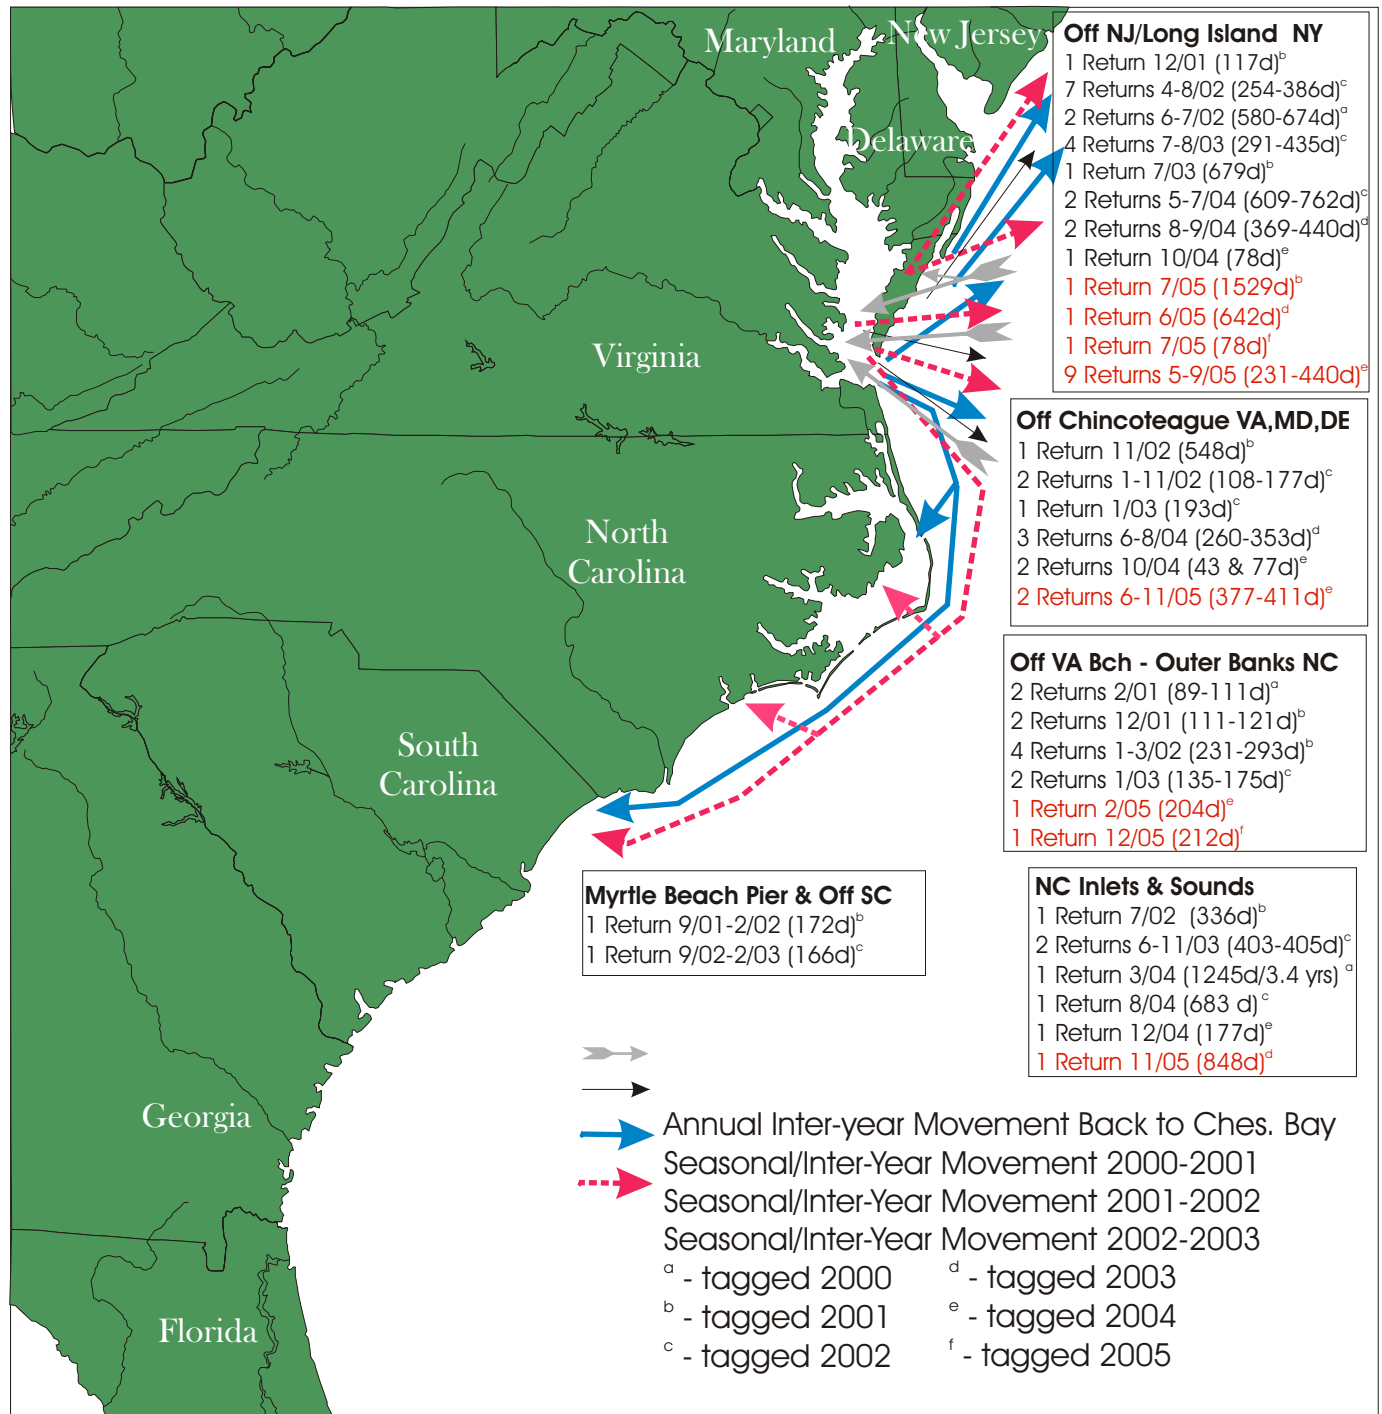 Maryland
New Jersey
Delaware
Virginia
North
Carolina
South
Carolina
Georgia
Florida
Off NJ/Long Island NY
1 Return 12/01 (117d)ᵇ
7 Returns 4-8/02 (254-386d)ᶜ
2 Returns 6-7/02 (580-674d)ᵃ
4 Returns 7-8/03 (291-435d)ᶜ
1 Return 7/03 (679d)ᵇ
2 Returns 5-7/04 (609-762d)ᶜ
2 Returns 8-9/04 (369-440d)ᵈ
1 Return 10/04 (78d)ᵉ
1 Return 7/05 (1529d)ᵇ
1 Return 6/05 (642d)ᵈ
1 Return 7/05 (78d)ᶠ
9 Returns 5-9/05 (231-440d)ᵉ
Off Chincoteague VA,MD,DE
1 Return 11/02 (548d)ᵇ
2 Returns 1-11/02 (108-177d)ᶜ
1 Return 1/03 (193d)ᶜ
3 Returns 6-8/04 (260-353d)ᵈ
2 Returns 10/04 (43 & 77d)ᵉ
2 Returns 6-11/05 (377-411d)ᵉ
Off VA Bch - Outer Banks NC
2 Returns 2/01 (89-111d)ᵃ
2 Returns 12/01 (111-121d)ᵇ
4 Returns 1-3/02 (231-293d)ᵇ
2 Returns 1/03 (135-175d)ᶜ
1 Return 2/05 (204d)ᵉ
1 Return 12/05 (212d)ᶠ
NC Inlets & Sounds
1 Return 7/02 (336d)ᵇ
2 Returns 6-11/03 (403-405d)ᶜ
1 Return 3/04 (1245d/3.4 yrs) ᵃ
1 Return 8/04 (683 d) ᶜ
1 Return 12/04 (177d)ᵉ
1 Return 11/05 (848d)ᵈ
Myrtle Beach Pier & Off SC
1 Return 9/01-2/02 (172d)ᵇ
1 Return 9/02-2/03 (166d)ᶜ
Annual Inter-year Movement Back to Ches. Bay
Seasonal/Inter-Year Movement 2000-2001
Seasonal/Inter-Year Movement 2001-2002
Seasonal/Inter-Year Movement 2002-2003
ᵃ - tagged 2000 ᵈ - tagged 2003
ᵇ - tagged 2001 ᵉ - tagged 2004
ᶜ - tagged 2002 ᶠ - tagged 2005